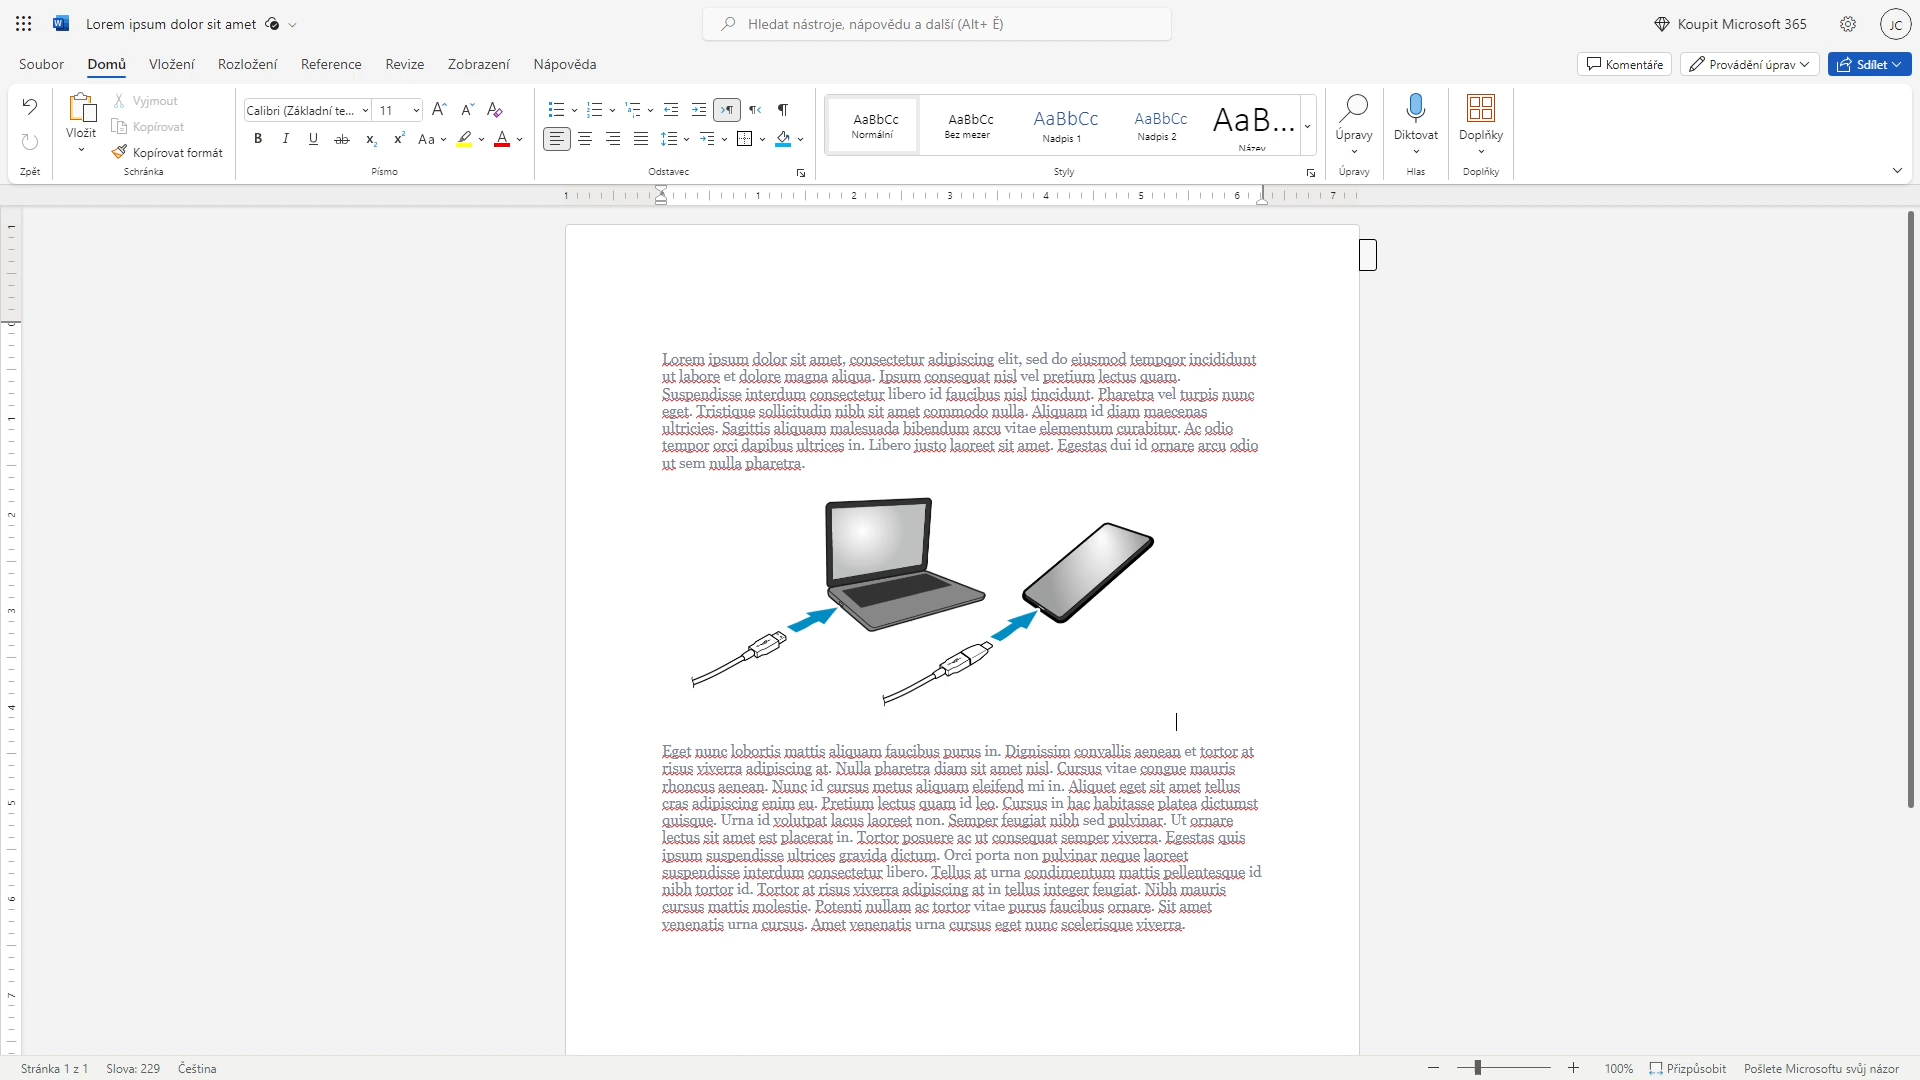 Lorem ipsum dolor sit amet
Hledat nástroje, nápovědu a další (Alt+ Ě)
Koupit Microsoft 365
JC
Soubor
Domů
Vložení
Rozložení
Reference
Revize
Zobrazení
Nápověda
Komentáře
Provádění úprav
Sdílet
Vložit
Vyjmout
Kopírovat
Kopírovat formát
Zpět
Schránka
Calibri (Základní te...
11
Písmo
Odstavec
AaBbCc
Normální
AaBbCc
Bez mezer
AaBbCc
Nadpis 1
AaBbCc
Nadpis 2
AaB...
Název
Styly
Úpravy
Úpravy
Diktovat
Hlas
Doplňky
Doplňky
1 1 2 3 4 5 6 7
Lorem ipsum dolor sit amet, consectetur adipiscing elit, sed do eiusmod tempqor incididunt
ut labore et dolore magna aliqua. Ipsum consequat nisl vel pretium lectus quam.
Suspendisse interdum consectetur libero id faucibus nisl tincidunt. Pharetra vel turpis nunc
eget. Tristique sollicitudin nibh sit amet commodo nulla. Aliquam id diam maecenas
ultricies. Sagittis aliquam malesuada bibendum arcu vitae elementum curabitur. Ac odio
tempor orci dapibus ultrices in. Libero justo laoreet sit amet. Egestas dui id ornare arcu odio
ut sem nulla pharetra.
Eget nunc lobortis mattis aliquam faucibus purus in. Dignissim convallis aenean et tortor at
risus viverra adipiscing at. Nulla pharetra diam sit amet nisl. Cursus vitae congue mauris
rhoncus aenean. Nunc id cursus metus aliquam eleifend mi in. Aliquet eget sit amet tellus
cras adipiscing enim eu. Pretium lectus quam id leo. Cursus in hac habitasse platea dictumst
quisque. Urna id volutpat lacus laoreet non. Semper feugiat nibh sed pulvinar. Ut ornare
lectus sit amet est placerat in. Tortor posuere ac ut consequat semper viverra. Egestas quis
ipsum suspendisse ultrices gravida dictum. Orci porta non pulvinar neque laoreet
suspendisse interdum consectetur libero. Tellus at urna condimentum mattis pellentesque id
nibh tortor id. Tortor at risus viverra adipiscing at in tellus integer feugiat. Nibh mauris
cursus mattis molestie. Potenti nullam ac tortor vitae purus faucibus ornare. Sit amet
venenatis urna cursus. Amet venenatis urna cursus eget nunc scelerisque viverra.
Stránka 1 z 1
Slova: 229
Čeština
100%
Přizpůsobit
Pošlete Microsoftu svůj názor